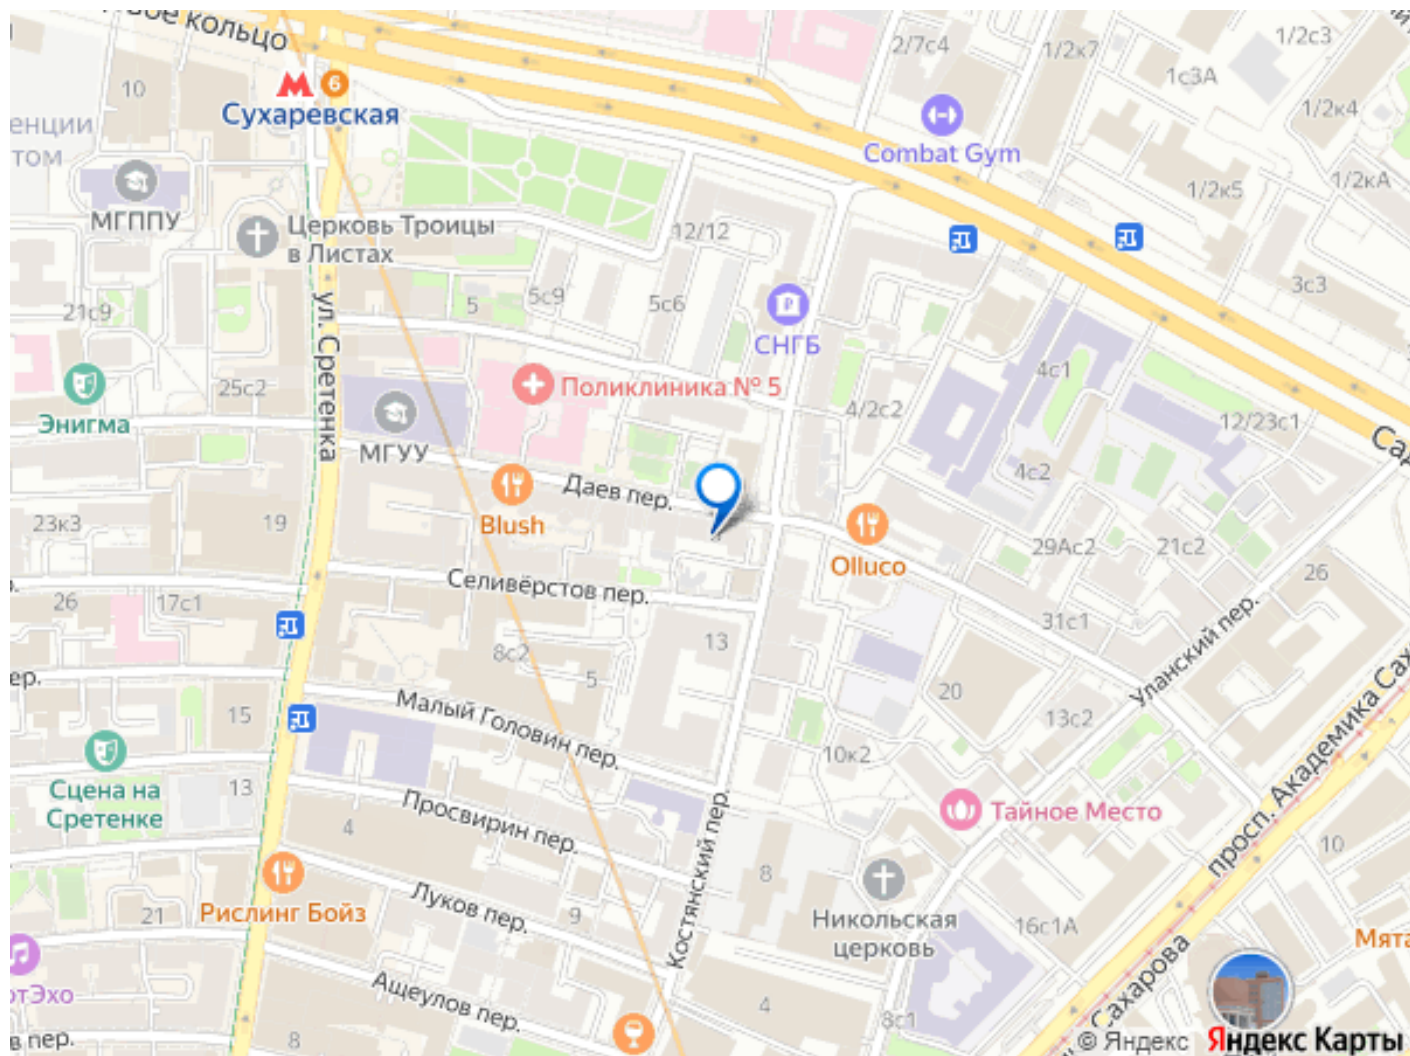 кольцо
Сухаревская
6
10
МГППУ
Церковь Троицы
в Листах
2/7с4
1/2к7
1/2с3
1с3А
1/2к4
Combat Gym
1/2к5
1/2кА
12/12
5
5с9
5с6
3с3
СНГБ
21с9
ул. Сретенка
Энигма
25с2
МГУУ
Поликлиника № 5
4/2с2
4с1
12/23с1
4с2
Даев пер.
Blush
23к3
19
Olluco
29Ас2
21с2
26
Селивёрстов пер.
26
17с1
13
31с1
Уланский пер.
8с2
5
20
13с2
15
Малый Головин пер.
10к2
Сцена на
Сретенке
13
4
Просвирин пер.
Тайное Место
просп. Академика Сах
10
Костянский пер.
8
Рислинг Бойз
21
Луков пер.
9
Никольская
церковь
16с1А
Мята
Ащеулов пер.
4
8с1
Сахарова
8
в пер.
© Яндекс
Яндекс Карты